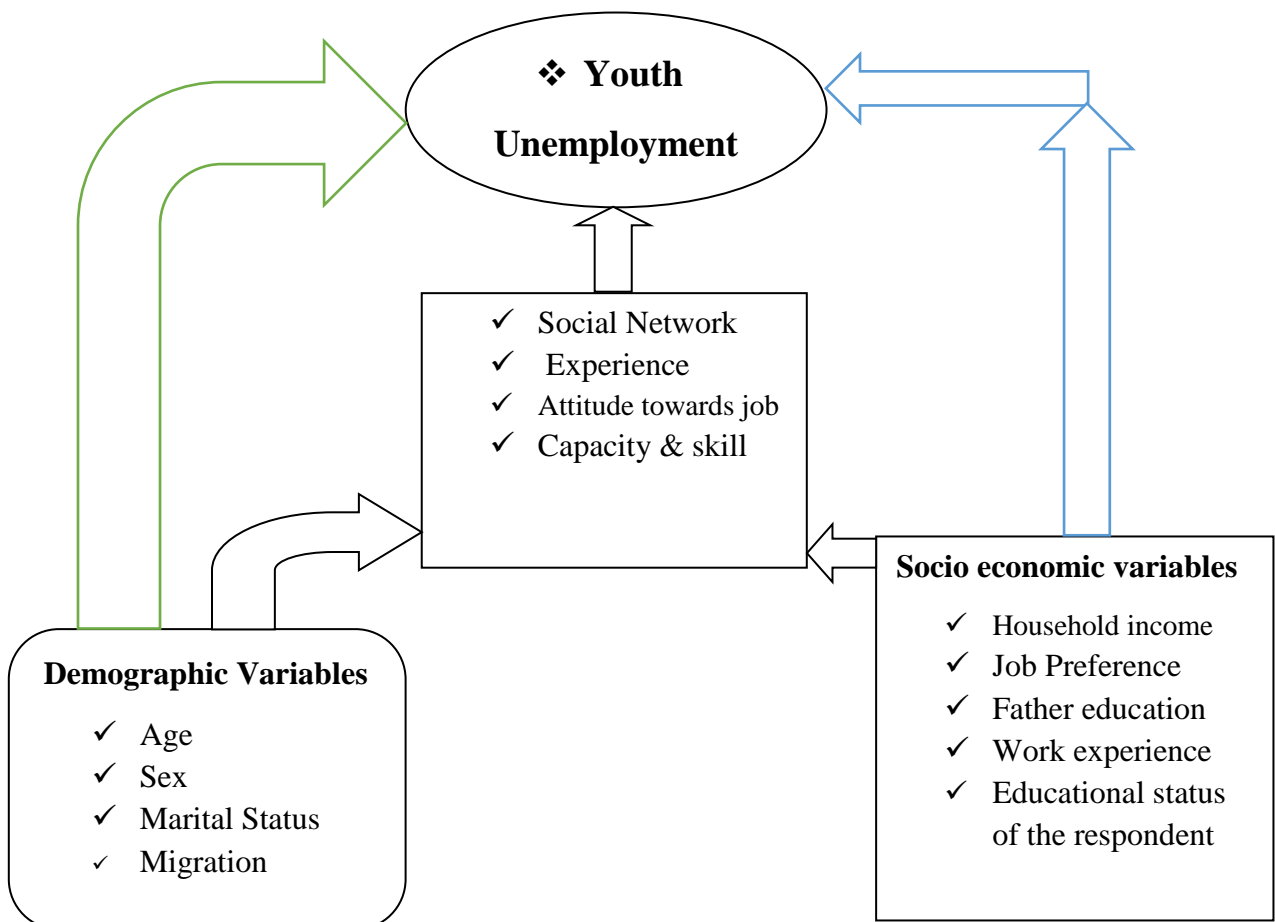 ❖ Youth
Unemployment
✓ Social Network
✓ Experience
✓ Attitude towards job
✓ Capacity & skill
Socio economic variables
✓ Household income
✓ Job Preference
✓ Father education
✓ Work experience
✓ Educational status
of the respondent
Demographic Variables
✓ Age
✓ Sex
✓ Marital Status
✓ Migration